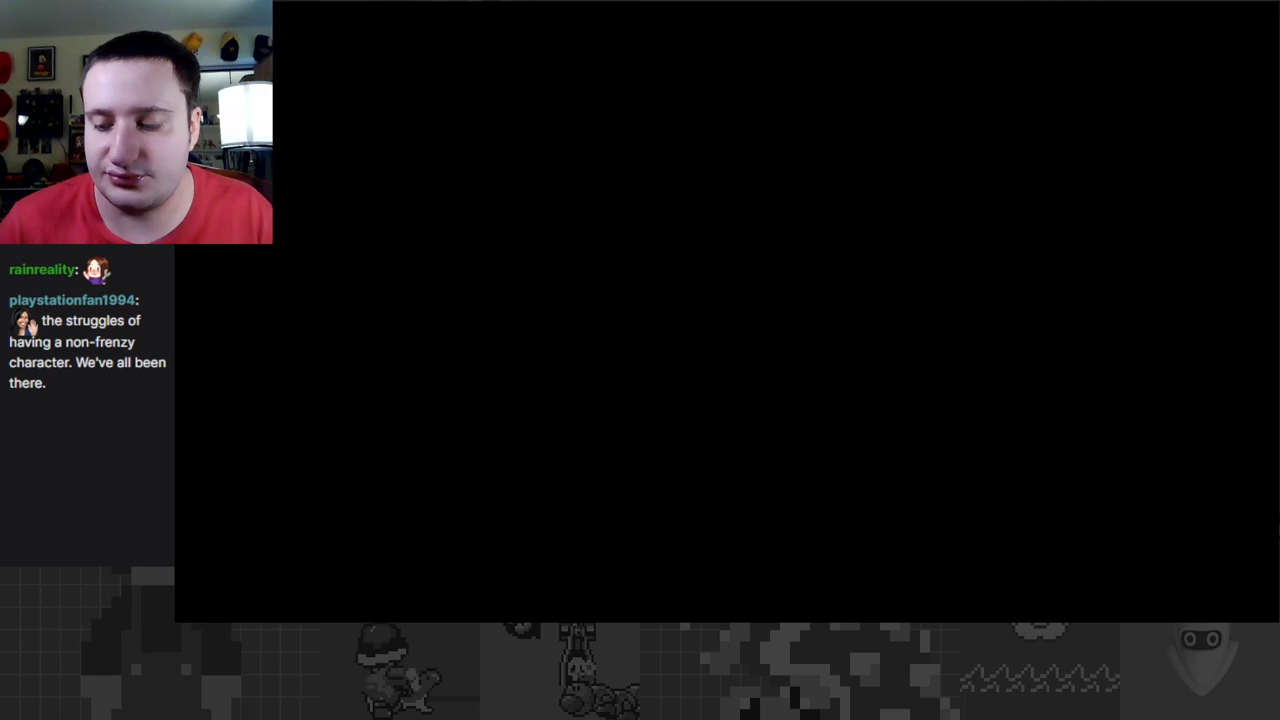 rainreality:
playstationfan1994:
the struggles of
having a non-frenzy
character. We've all been
there.